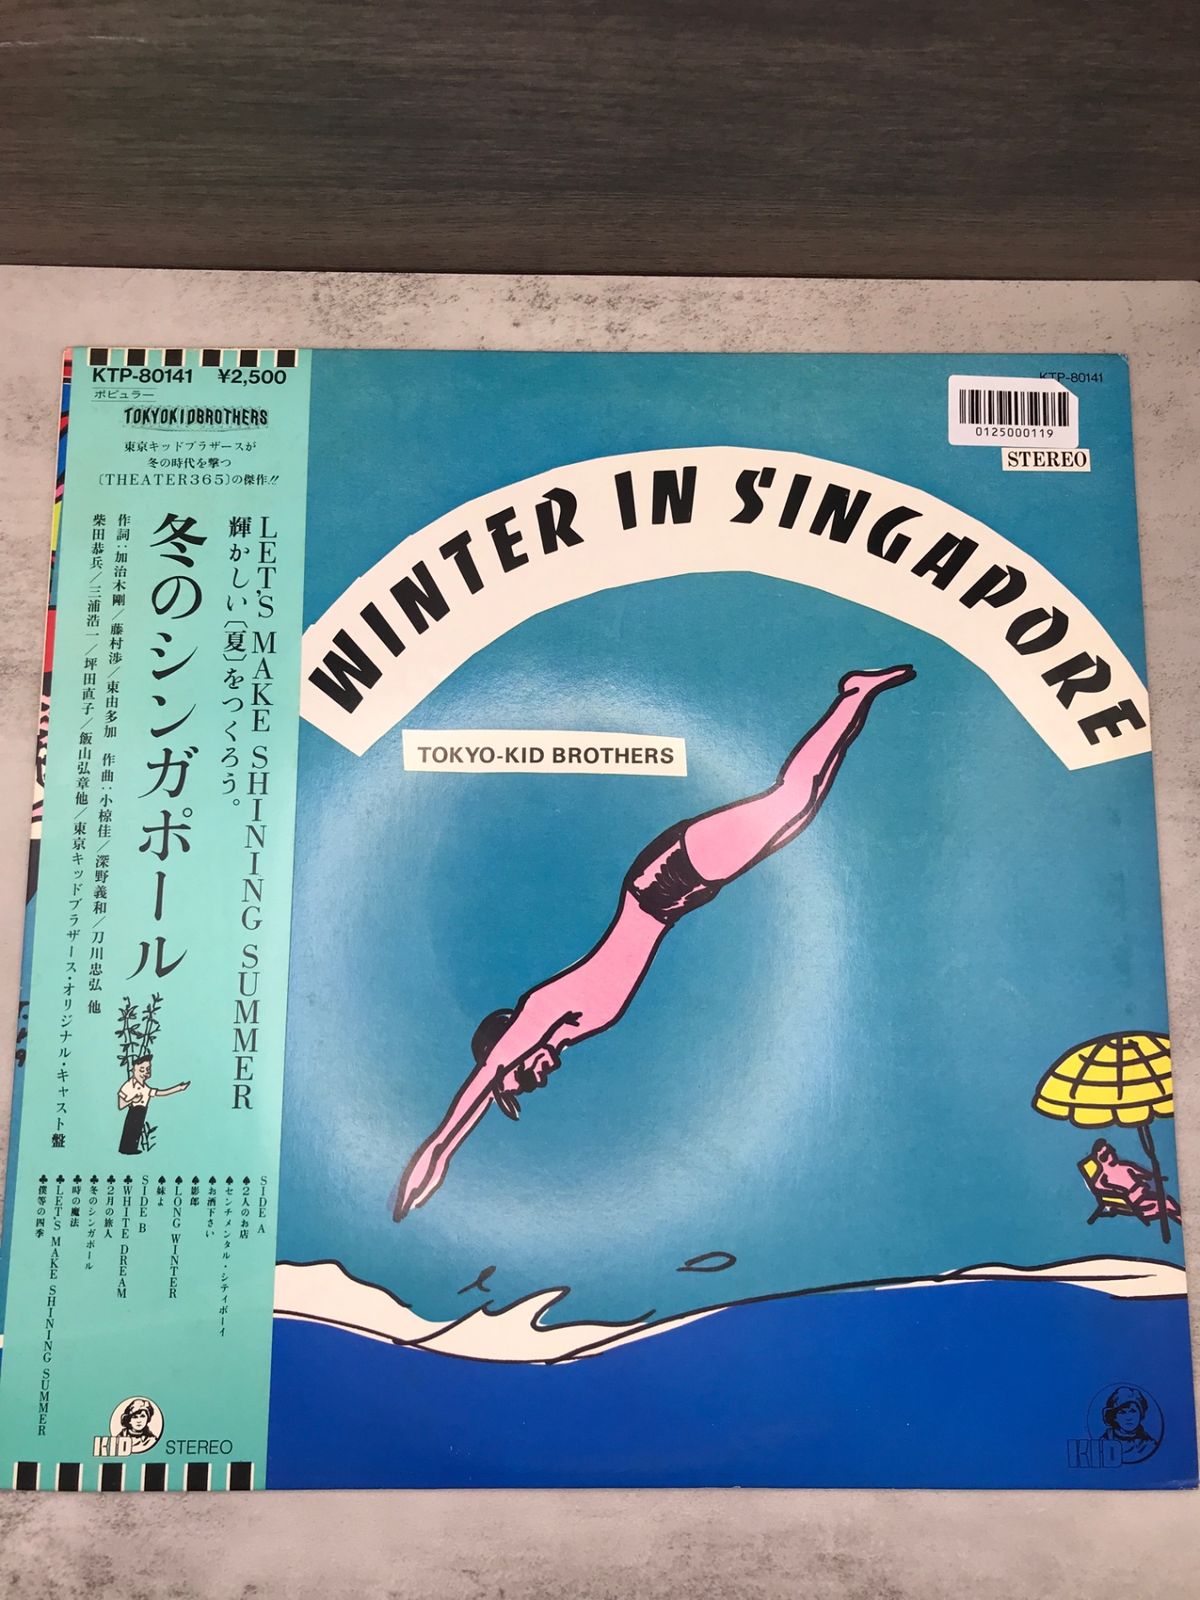 KTP-80141 ¥2,500
ポピュラー
TOKYOKIDBROTHERS
東京キッドブラザースが
冬の時代を撃つ
〔THEATER365〕の傑作!!
LET'S MAKE SHINING SUMMER
輝かしい〔夏〕をつくろう。
冬のシンガポール
作詞:加治木剛/藤村渉/東由多加 作曲:小椋佳/深野義和/刀川忠弘 他
柴田恭兵/三浦浩一/坪田直子/飯山弘章他/東京キッドブラザース・オリジナル・キャスト盤
SIDE A
♠2人のお店
♠センチメンタル・シティボーイ
♠お酒下さい
♠影郎
♠LONG WINTER
♠妹よ
SIDE B
♣WHITE DREAM
♣2月の旅人
♣冬のシンガポール
♣時の魔法
♣LET'S MAKE SHINING SUMMER
♣僕等の四季
KID STEREO
KTP-80141
0125000119
STEREO
WINTER IN SINGAPORE
TOKYO-KID BROTHERS
KID